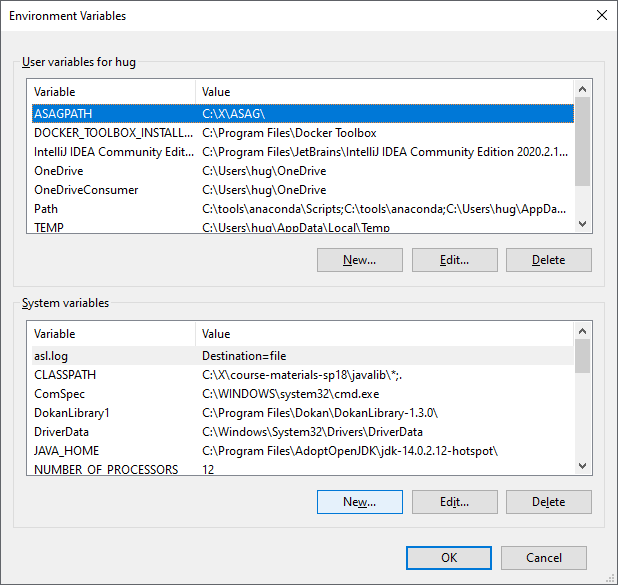 Environment Variables
User variables for hug
Variable Value
ASAGPATH C:\X\ASAG\
DOCKER_TOOLBOX_INSTALL... C:\Program Files\Docker Toolbox
IntelliJ IDEA Community Edit... C:\Program Files\JetBrains\IntelliJ IDEA Community Edition 2020.2.1...
OneDrive C:\Users\hug\OneDrive
OneDriveConsumer C:\Users\hug\OneDrive
Path C:\tools\anaconda\Scripts;C:\tools\anaconda;C:\Users\hug\AppDa...
TEMP C:\Users\hug\AppData\Local\Temp
New... Edit... Delete
System variables
Variable Value
asl.log Destination=file
CLASSPATH C:\X\course-materials-sp18\javalib\*;.
ComSpec C:\WINDOWS\system32\cmd.exe
DokanLibrary1 C:\Program Files\Dokan\DokanLibrary-1.3.0\
DriverData C:\Windows\System32\Drivers\DriverData
JAVA_HOME C:\Program Files\AdoptOpenJDK\jdk-14.0.2.12-hotspot\
NUMBER_OF_PROCESSORS 12
New... Edit... Delete
OK Cancel